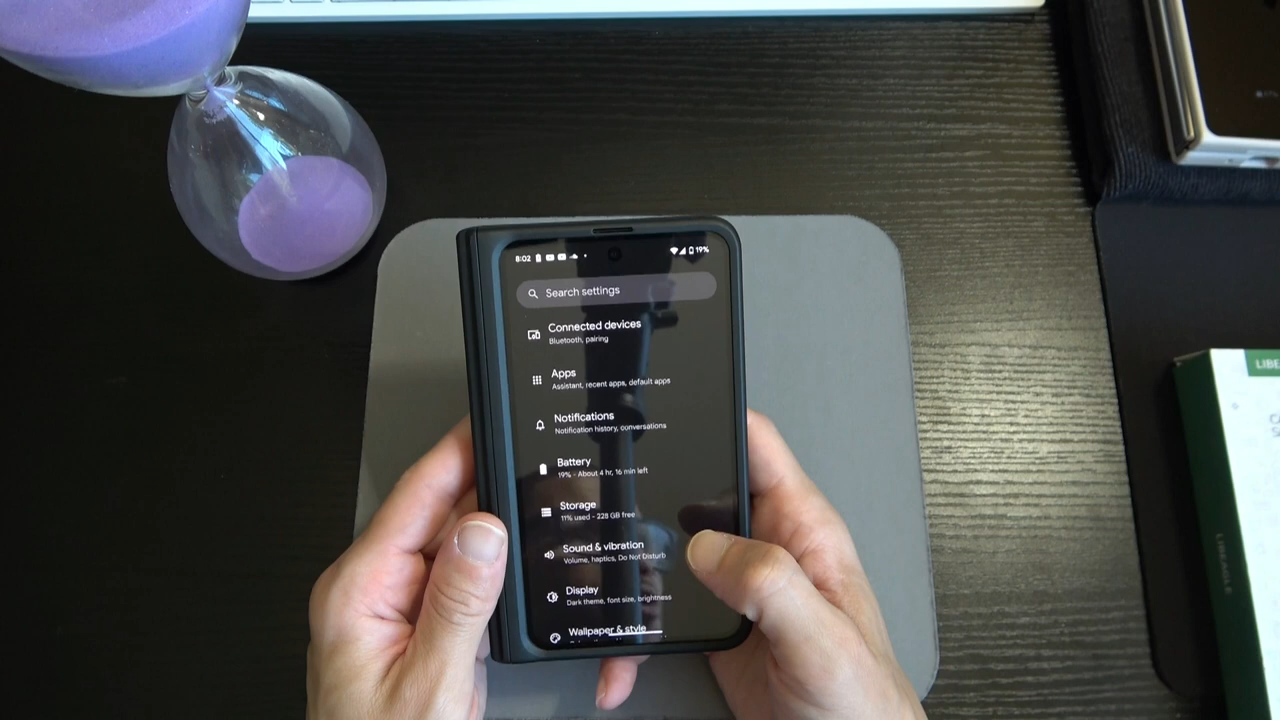 8:02
19%
Search settings
Connected devices
Bluetooth, pairing
Apps
Assistant, recent apps, default apps
Notifications
Notification history, conversations
Battery
19% - About 4 hr, 16 min left
Storage
11% used - 228 GB free
Sound & vibration
Volume, haptics, Do Not Disturb
Display
Dark theme, font size, brightness
Wallpaper & style
LIBE
LIBEAGLE